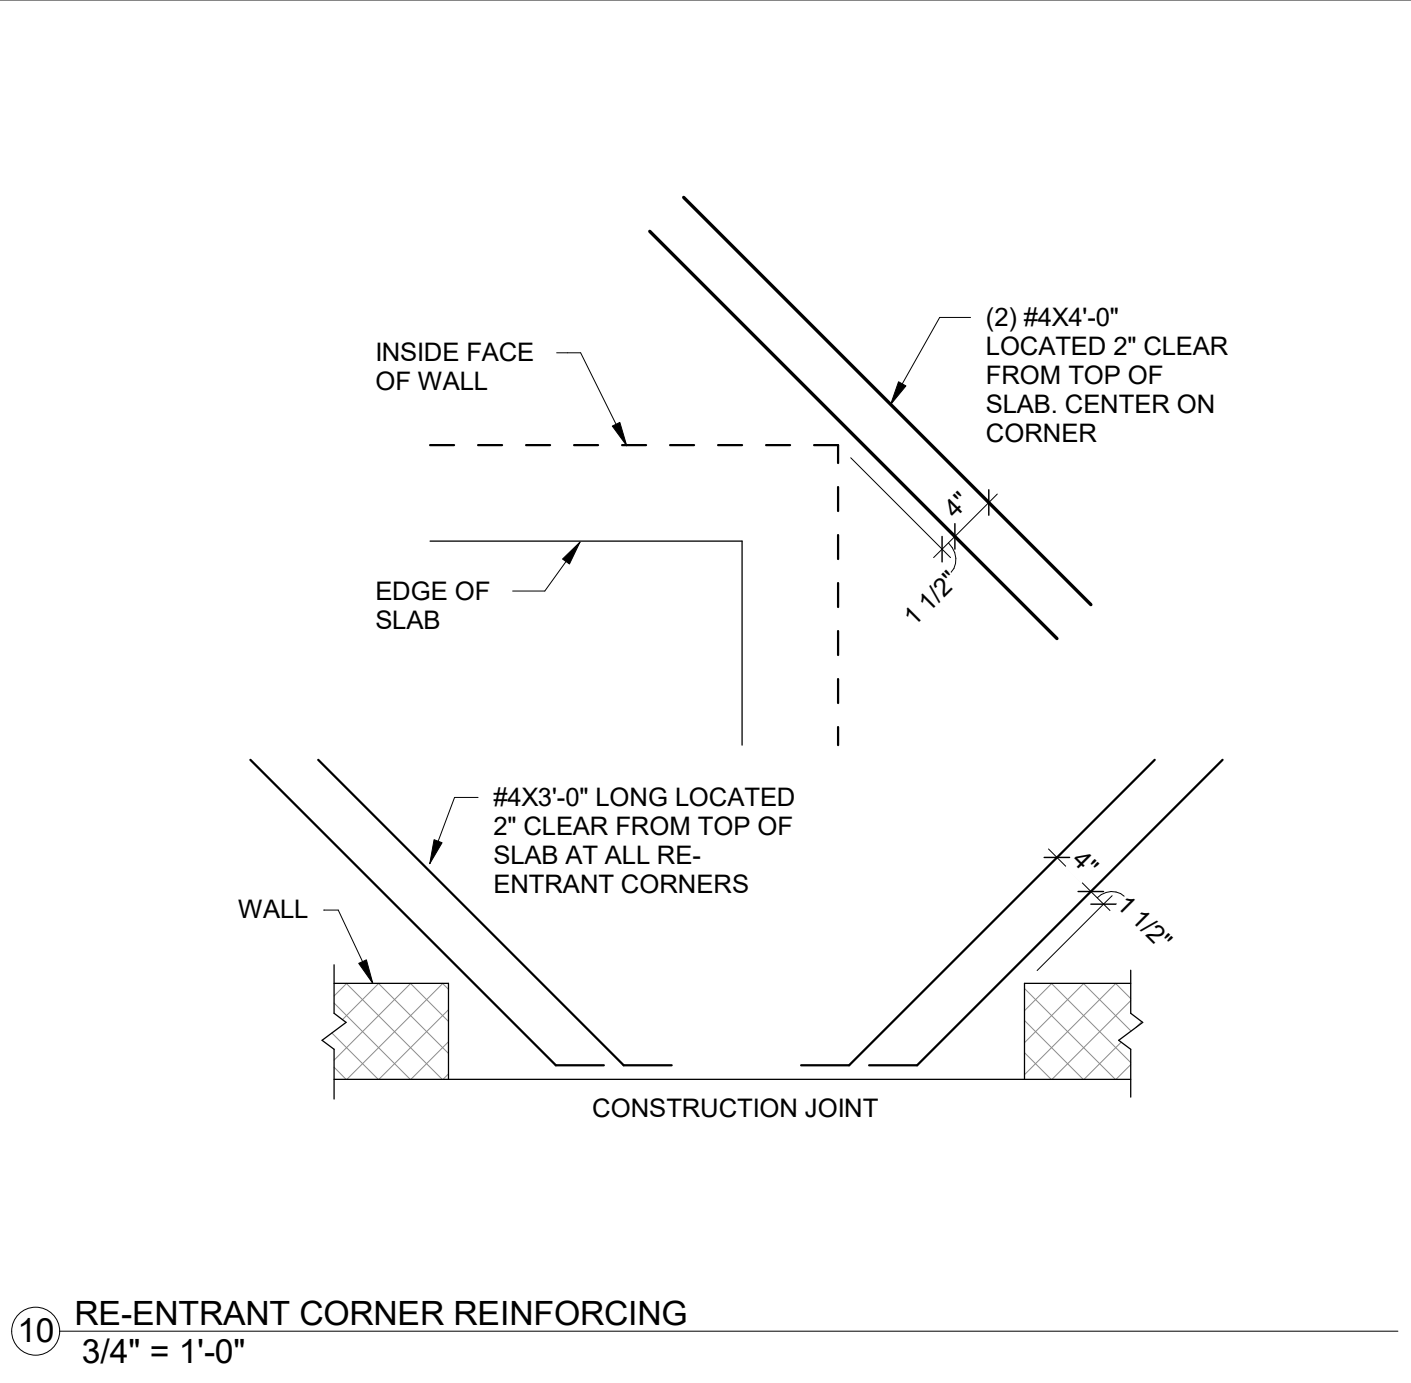 (2) #4X4'-0"
LOCATED 2" CLEAR
FROM TOP OF
SLAB. CENTER ON
CORNER
INSIDE FACE
OF WALL
4"
1 1/2"
EDGE OF
SLAB
#4X3'-0" LONG LOCATED
2" CLEAR FROM TOP OF
SLAB AT ALL RE-
ENTRANT CORNERS
4"
1 1/2"
WALL
CONSTRUCTION JOINT
10
RE-ENTRANT CORNER REINFORCING
3/4" = 1'-0"